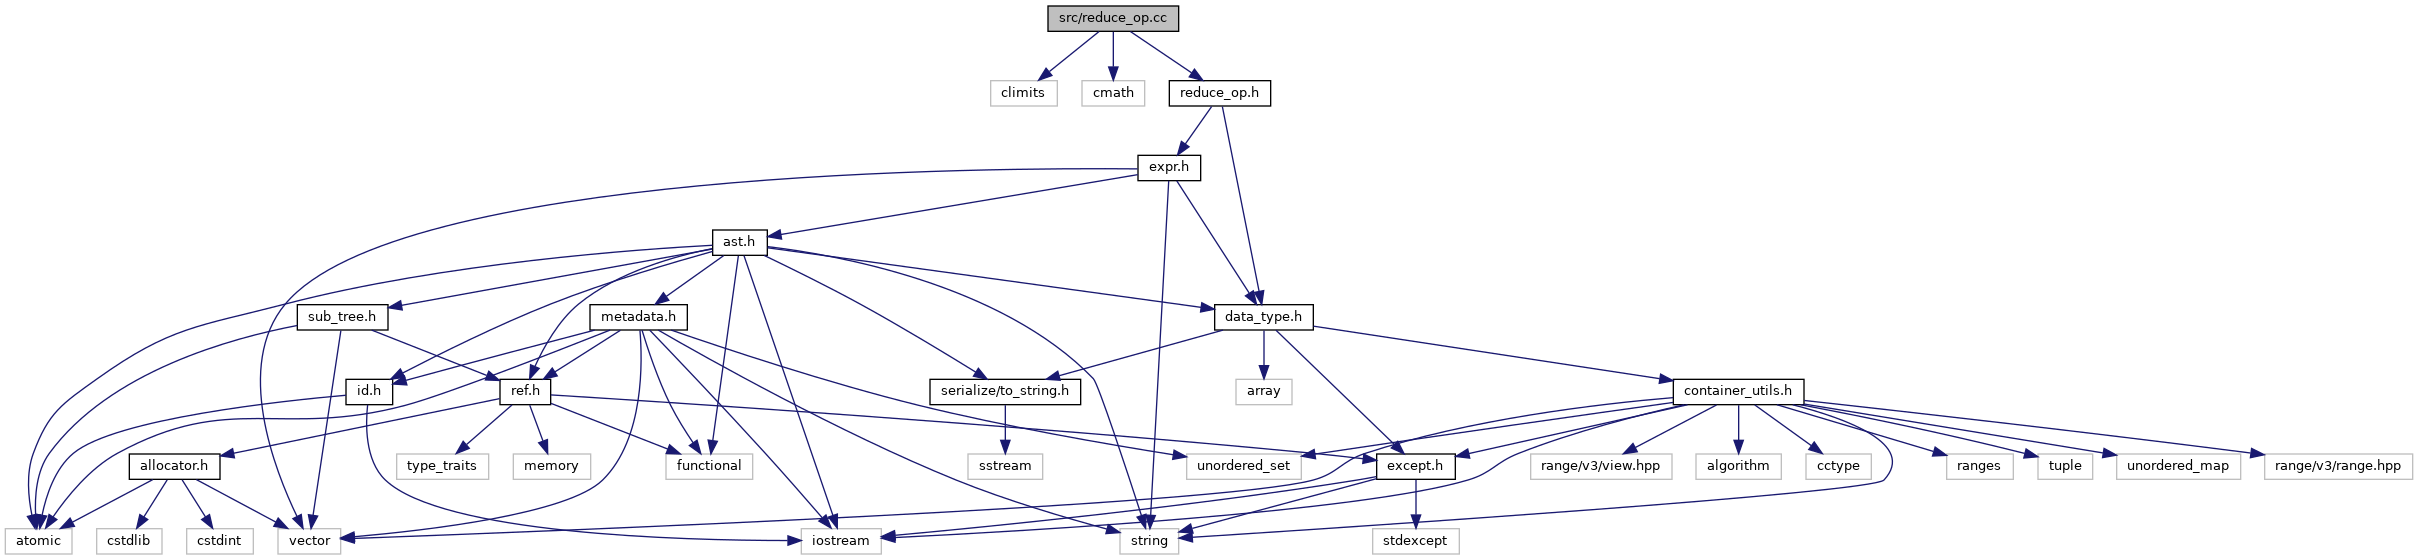 src/reduce_op.cc
climits
cmath
reduce_op.h
expr.h
ast.h
sub_tree.h
metadata.h
data_type.h
id.h
ref.h
serialize/to_string.h
array
container_utils.h
allocator.h
type_traits
memory
functional
sstream
unordered_set
except.h
range/v3/view.hpp
algorithm
cctype
ranges
tuple
unordered_map
range/v3/range.hpp
atomic
cstdlib
cstdint
vector
iostream
string
stdexcept